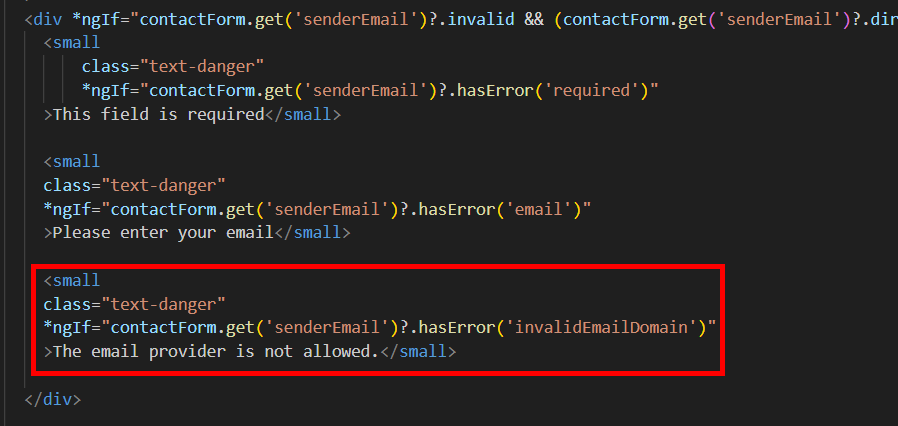 <div *ngIf="contactForm.get('senderEmail')?.invalid && (contactForm.get('senderEmail')?.dir
<small
class="text-danger"
*ngIf="contactForm.get('senderEmail')?.hasError('required')"
>This field is required</small>
<small
class="text-danger"
*ngIf="contactForm.get('senderEmail')?.hasError('email')"
>Please enter your email</small>
<small
class="text-danger"
*ngIf="contactForm.get('senderEmail')?.hasError('invalidEmailDomain')"
>The email provider is not allowed.</small>
</div>